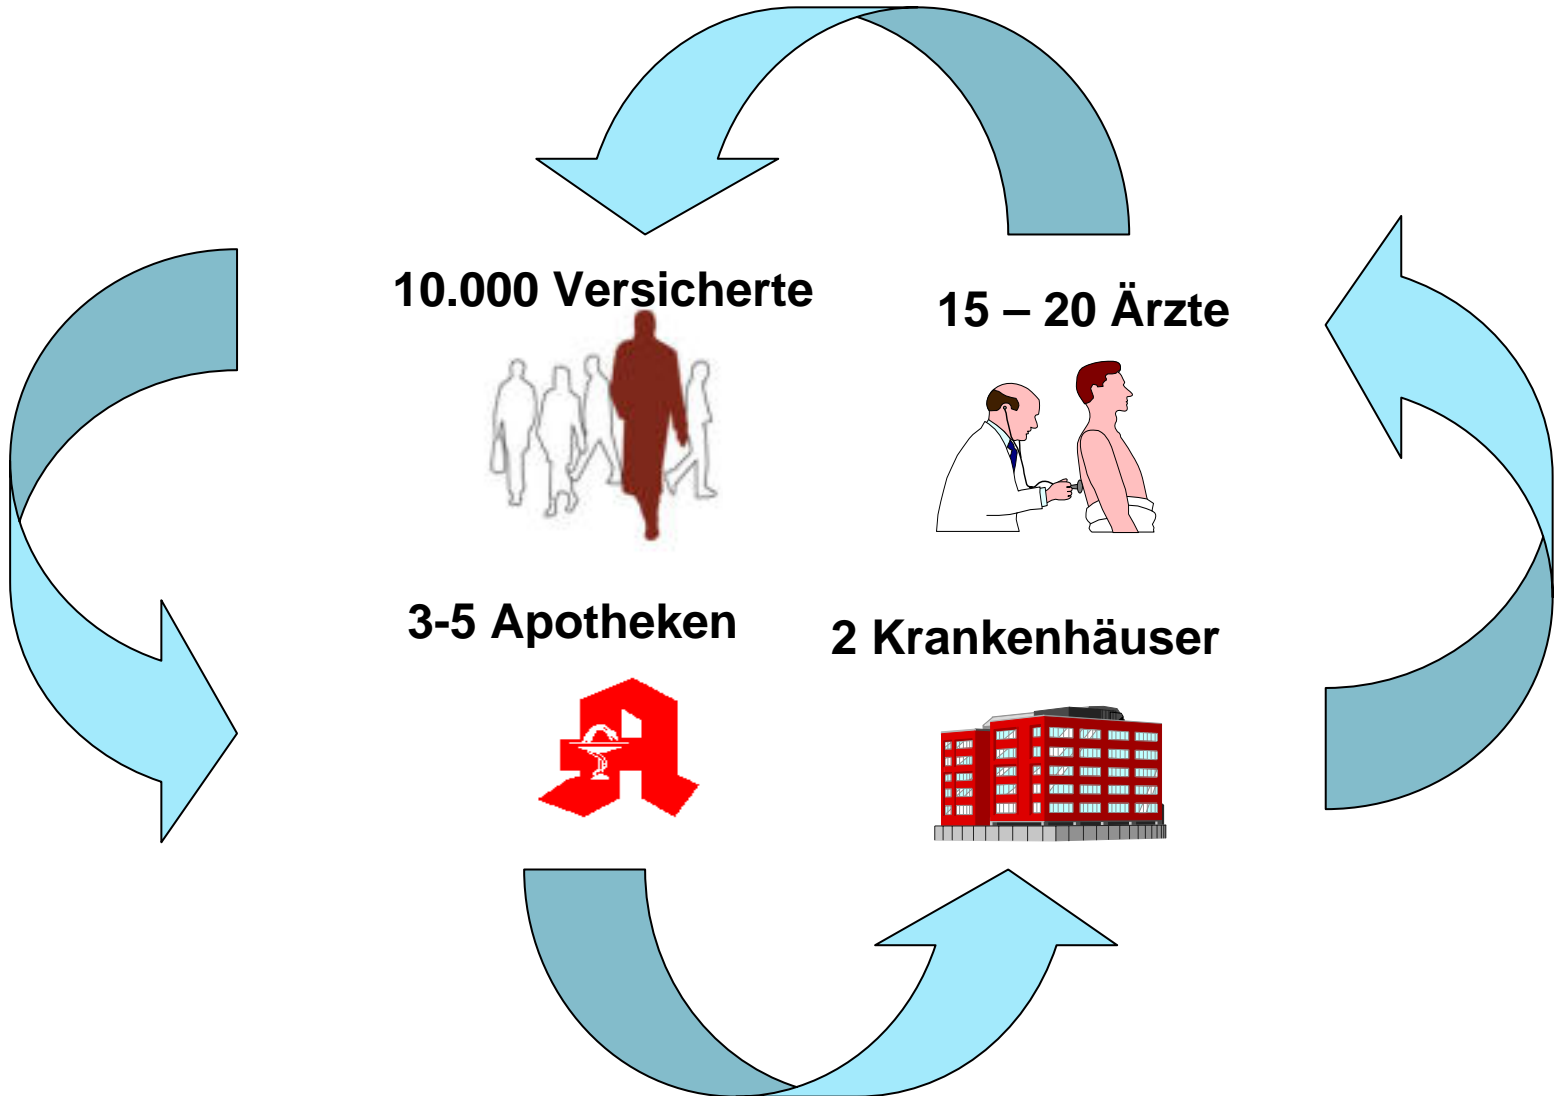 10.000 Versicherte
15 – 20 Ärzte
3-5 Apotheken
2 Krankenhäuser